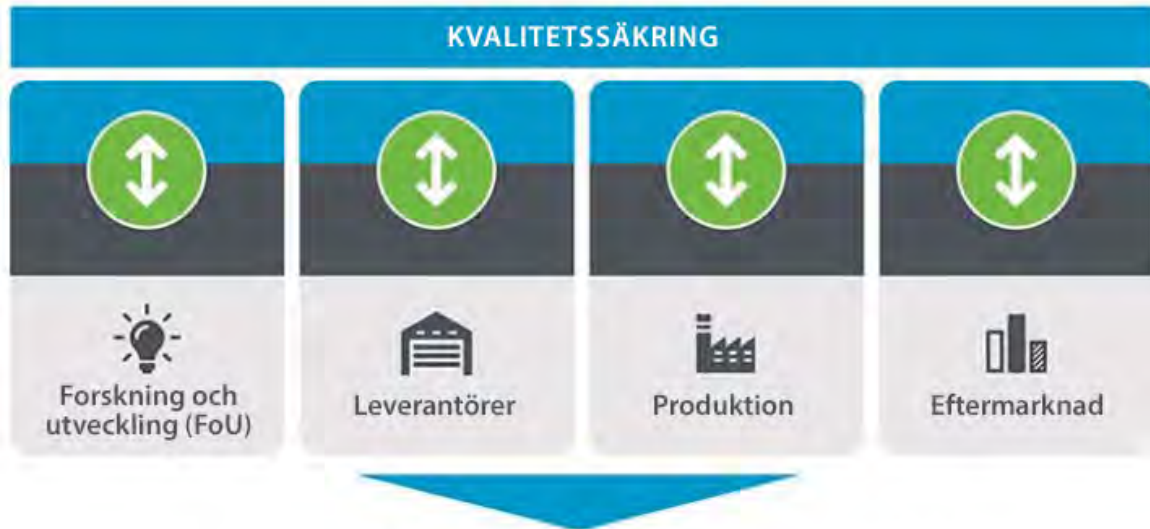 KVALITETSSÄKRING
Forskning och
utveckling (FoU)
Leverantörer
Produktion
Eftermarknad